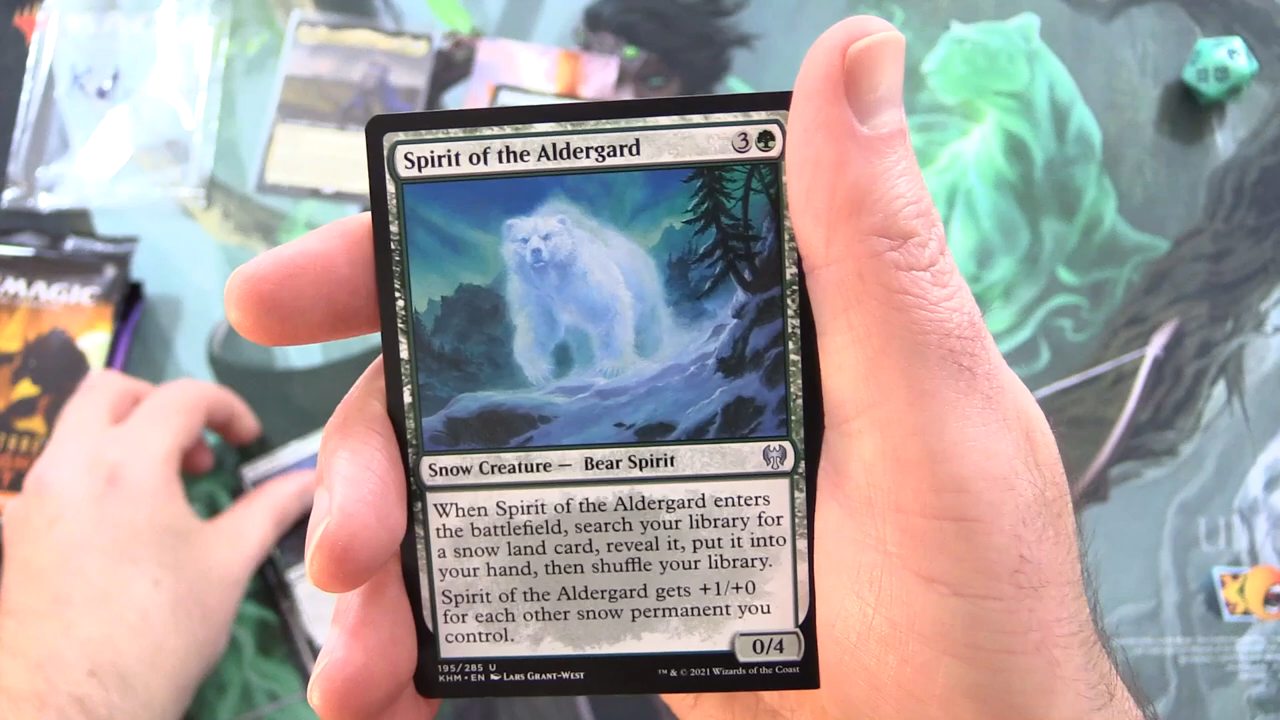 Spirit of the Aldergard
3
Snow Creature — Bear Spirit
When Spirit of the Aldergard enters
the battlefield, search your library for
a snow land card, reveal it, put it into
your hand, then shuffle your library.
Spirit of the Aldergard gets +1/+0
for each other snow permanent you
control.
0/4
195/285 U
KHM • EN Lars Grant-West
™ & © 2021 Wizards of the Coast
MAGIC